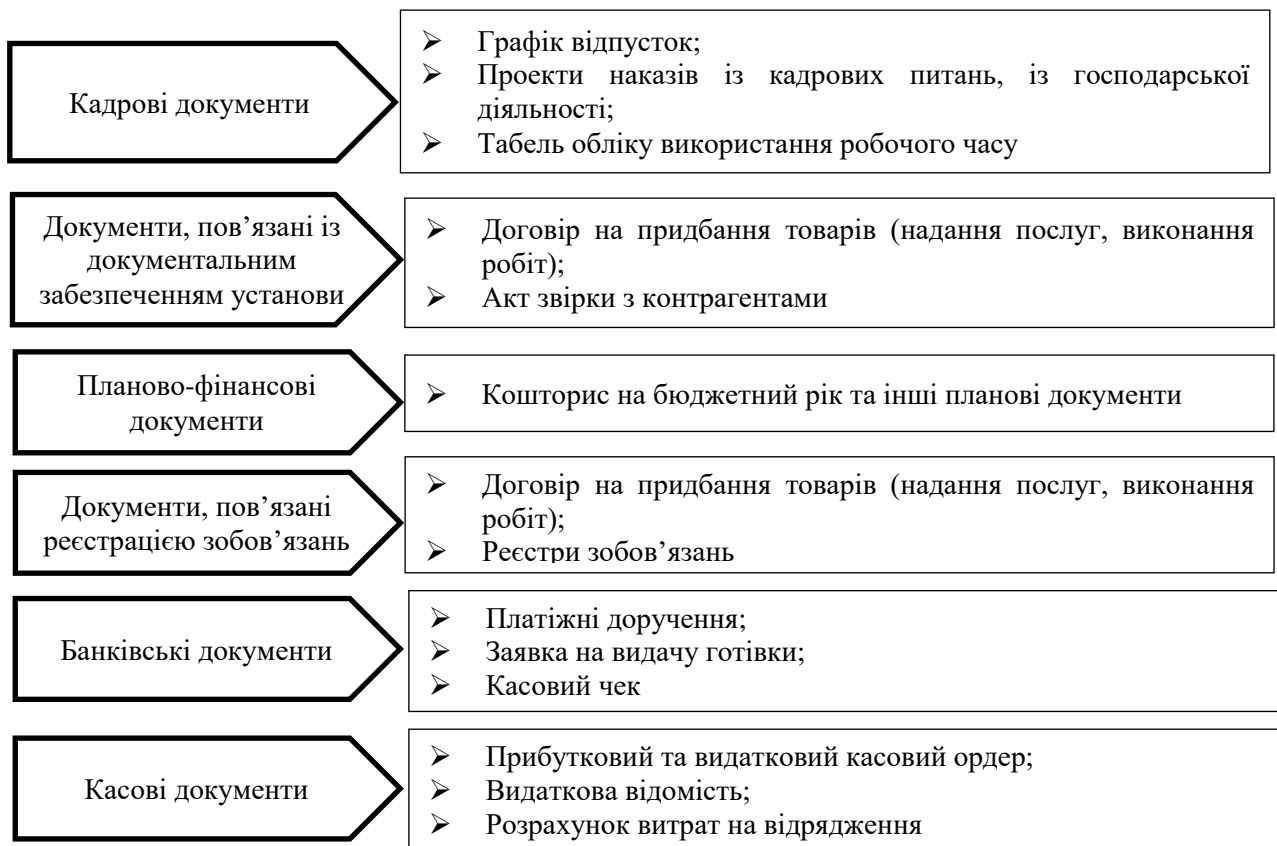 Кадрові документи
➢ Графік відпусток;
➢ Проекти наказів із кадрових питань, із господарської
діяльності;
➢ Табель обліку використання робочого часу
Документи, пов’язані із
документальним
забезпеченням установи
➢ Договір на придбання товарів (надання послуг, виконання
робіт);
➢ Акт звірки з контрагентами
Планово-фінансові
документи
➢ Кошторис на бюджетний рік та інші планові документи
Документи, пов’язані
реєстрацією зобов’язань
➢ Договір на придбання товарів (надання послуг, виконання
робіт);
➢ Реєстри зобов’язань
Банківські документи
➢ Платіжні доручення;
➢ Заявка на видачу готівки;
➢ Касовий чек
Касові документи
➢ Прибутковий та видатковий касовий ордер;
➢ Видаткова відомість;
➢ Розрахунок витрат на відрядження